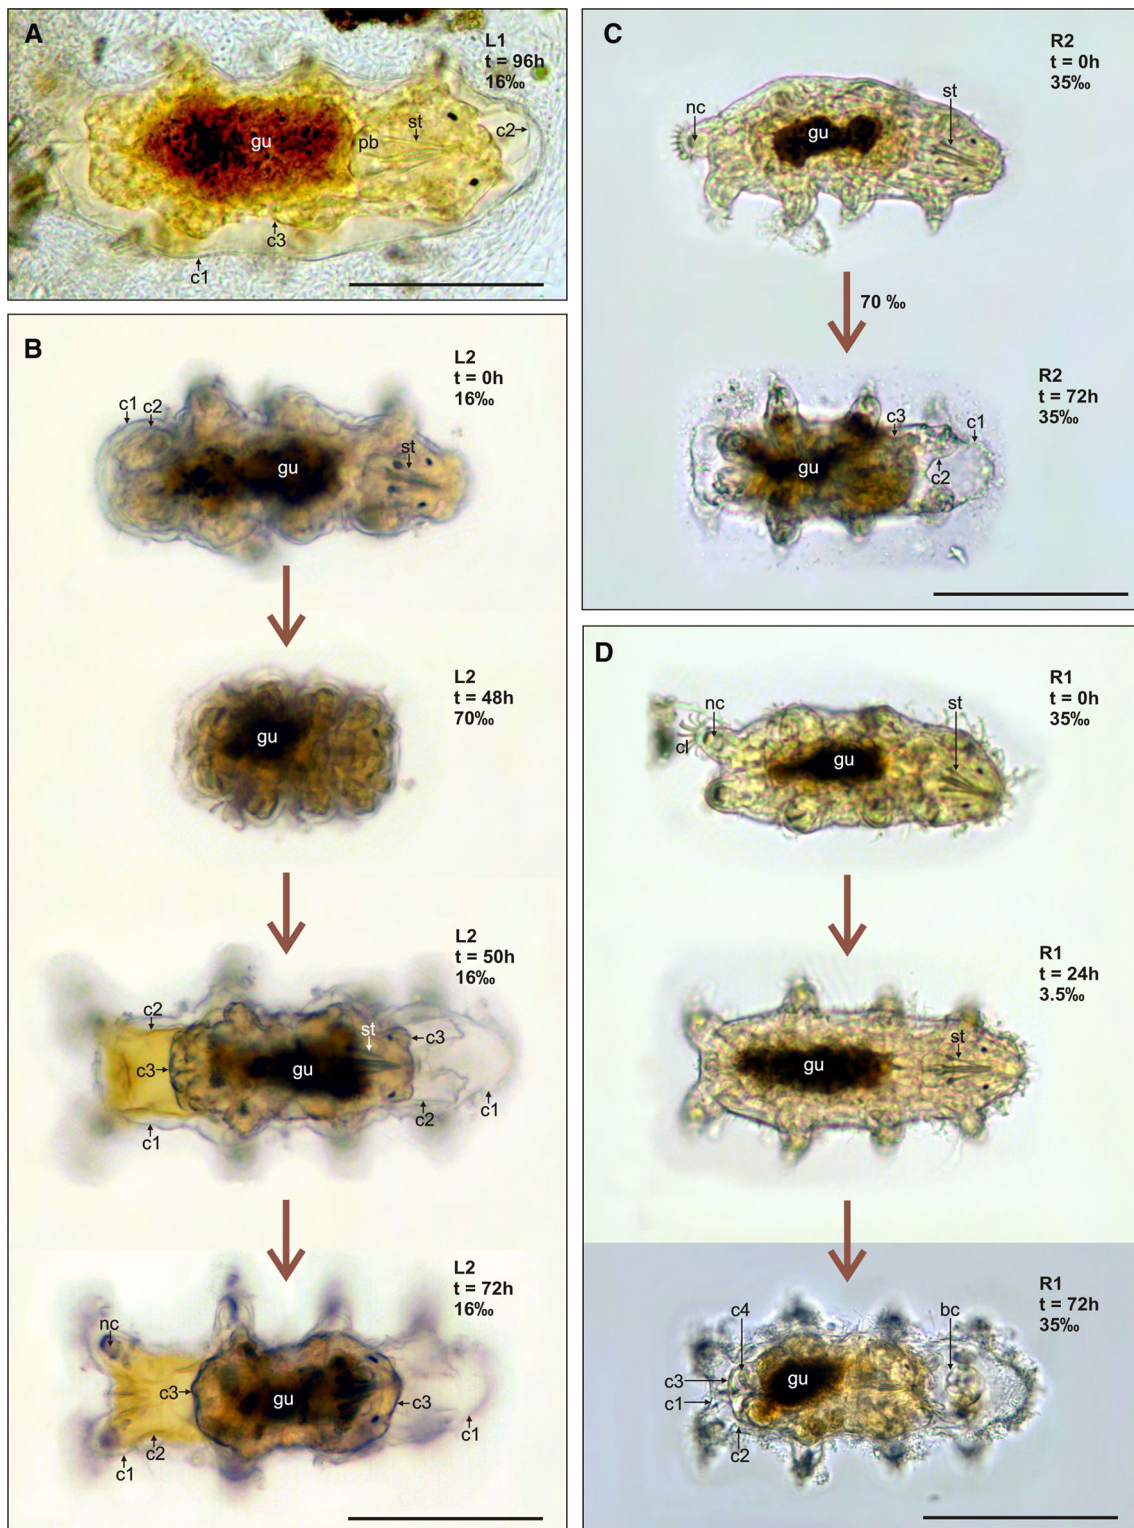 A
L1
t = 96h
16‰
gu
pb
st
c2
c3
c1
B
L2
t = 0h
16‰
c1
c2
st
gu
L2
t = 48h
70‰
gu
L2
t = 50h
16‰
c2
st
c3
c3
gu
c1
c2
c1
L2
t = 72h
16‰
nc
c3
gu
c3
c1
c2
c1
C
R2
t = 0h
35‰
nc
st
gu
70 ‰
R2
t = 72h
35‰
c3
c1
gu
c2
D
R1
t = 0h
35‰
nc
st
cl
gu
R1
t = 24h
3.5‰
st
gu
R1
t = 72h
35‰
c4
bc
c3
gu
c1
c2